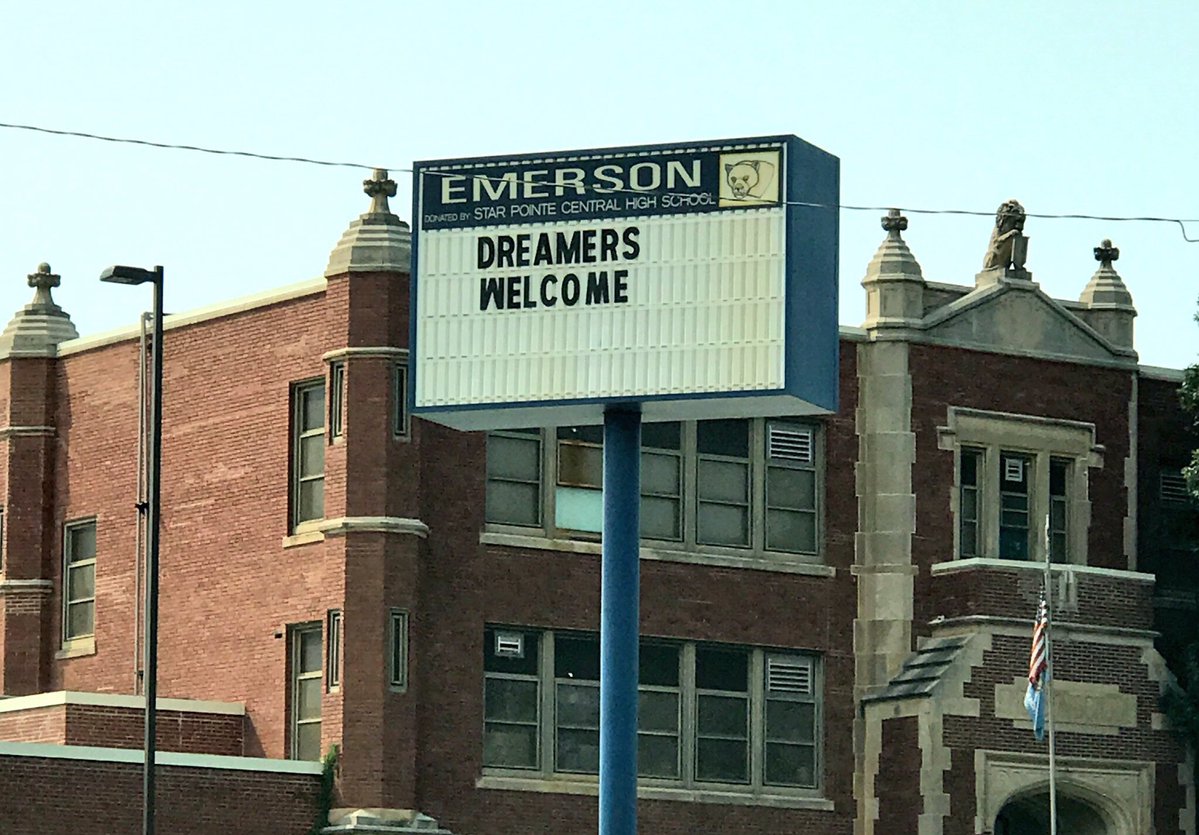 EMERSON
DONATED BY: STAR POINTE CENTRAL HIGH SCHOOL
DREAMERS
WELCOME